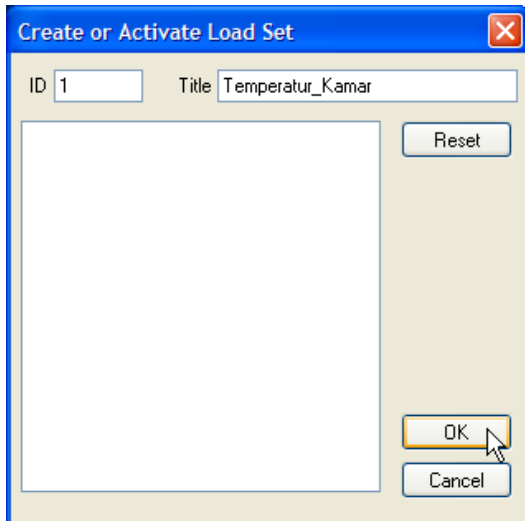 Create or Activate Load Set
ID 1 Title Temperatur_Kamar
Reset
OK
Cancel